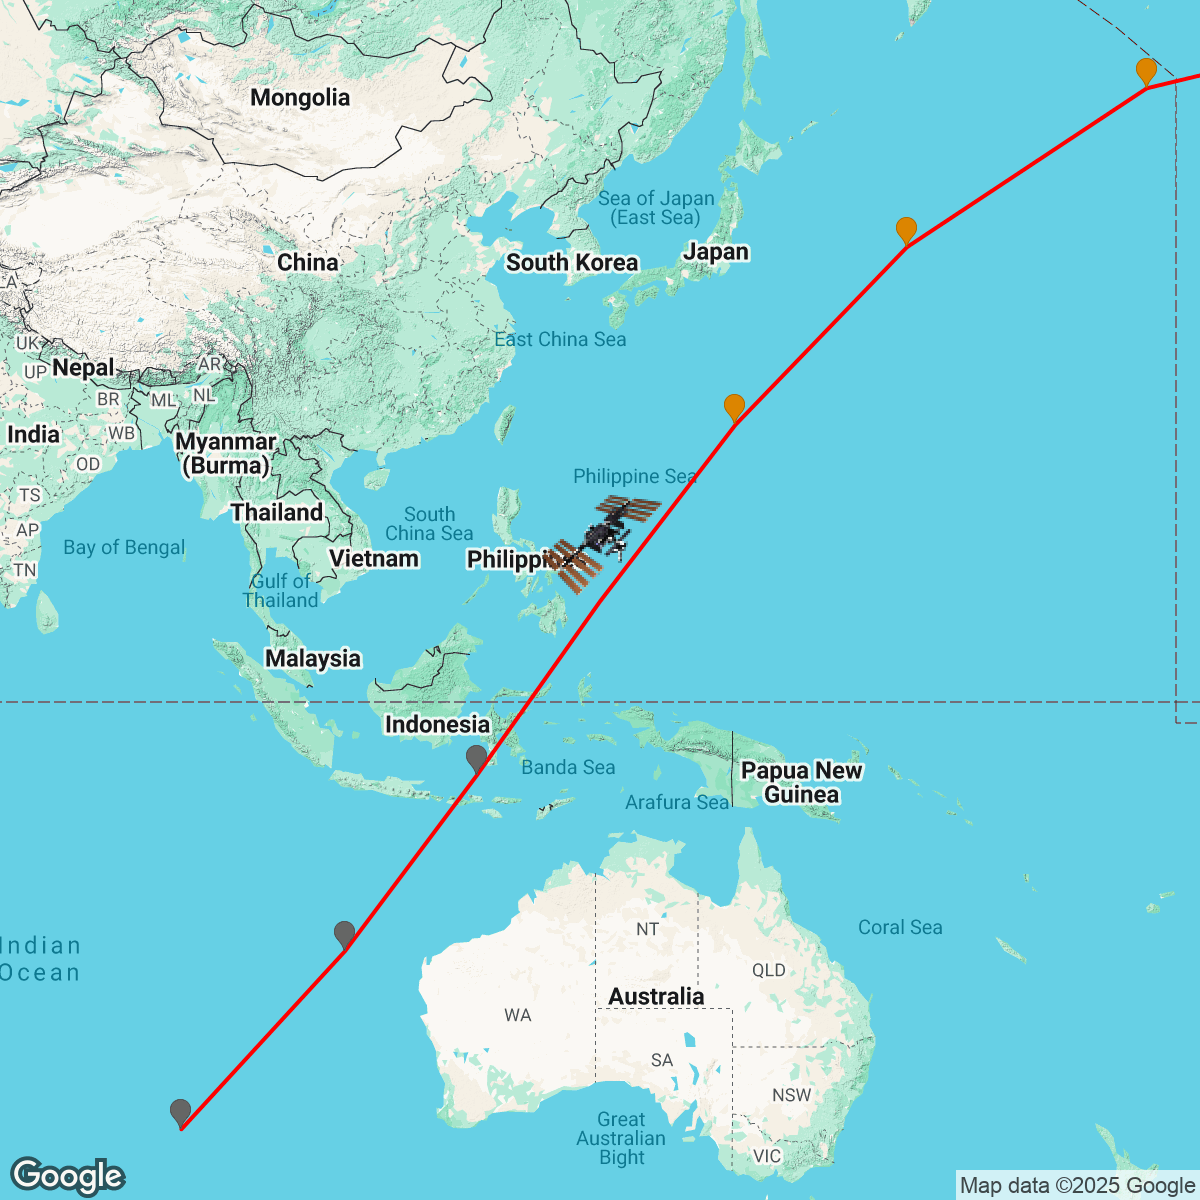 Mongolia
Sea of Japan
(East Sea)
Japan
South Korea
China
East China Sea
UK
Nepal
AR
UP
BR
ML
NL
India
WB
Myanmar
(Burma)
OD
Philippine Sea
TS
Thailand
South
China Sea
AP
Bay of Bengal
Vietnam
TN
Gulf of
Thailand
Malaysia
Indonesia
Banda Sea
Papua New
Guinea
Arafura Sea
NT
Coral Sea
Indian
Ocean
QLD
Australia
WA
SA
NSW
Great
Australian
Bight
VIC
Google
Map data ©2025 Google